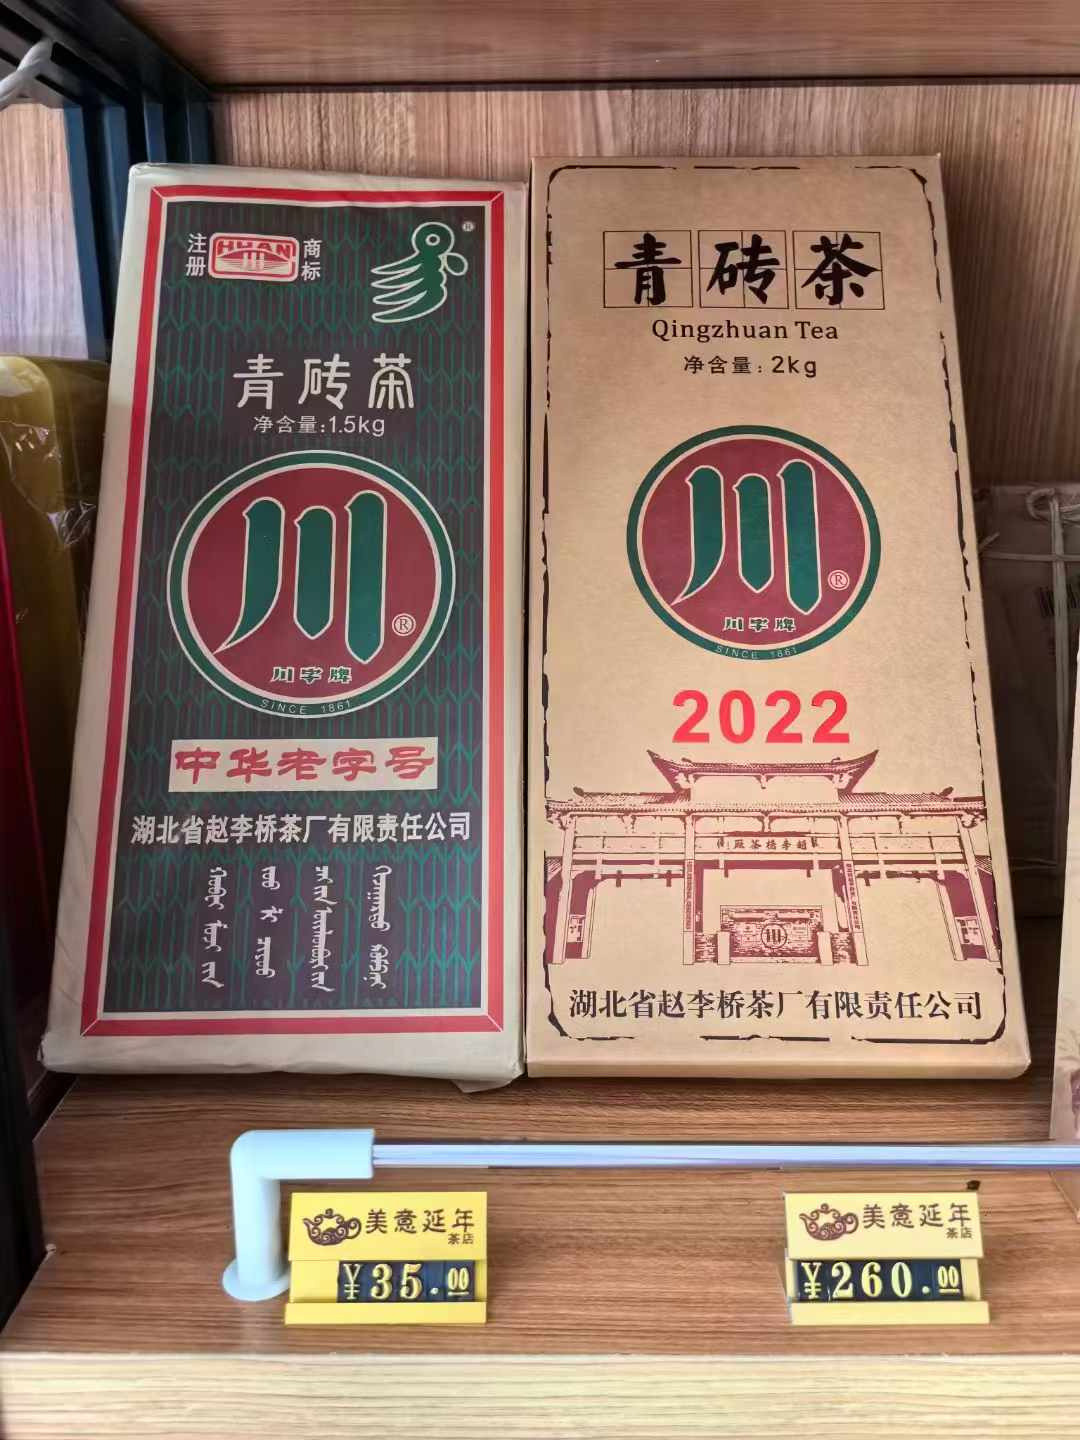 注册
HUAN
川
商标
®
青砖茶
净含量:1.5kg
川
®
川字牌
SINCE 1861
中华老字号
湖北省赵李桥茶厂有限责任公司
青砖茶
Qingzhuan Tea
净含量:2kg
川
®
川字牌
SINCE 1861
2022
川
湖北省赵李桥茶厂有限责任公司
美意延年
茶店
¥35.00
美意延年
茶店
¥260.00